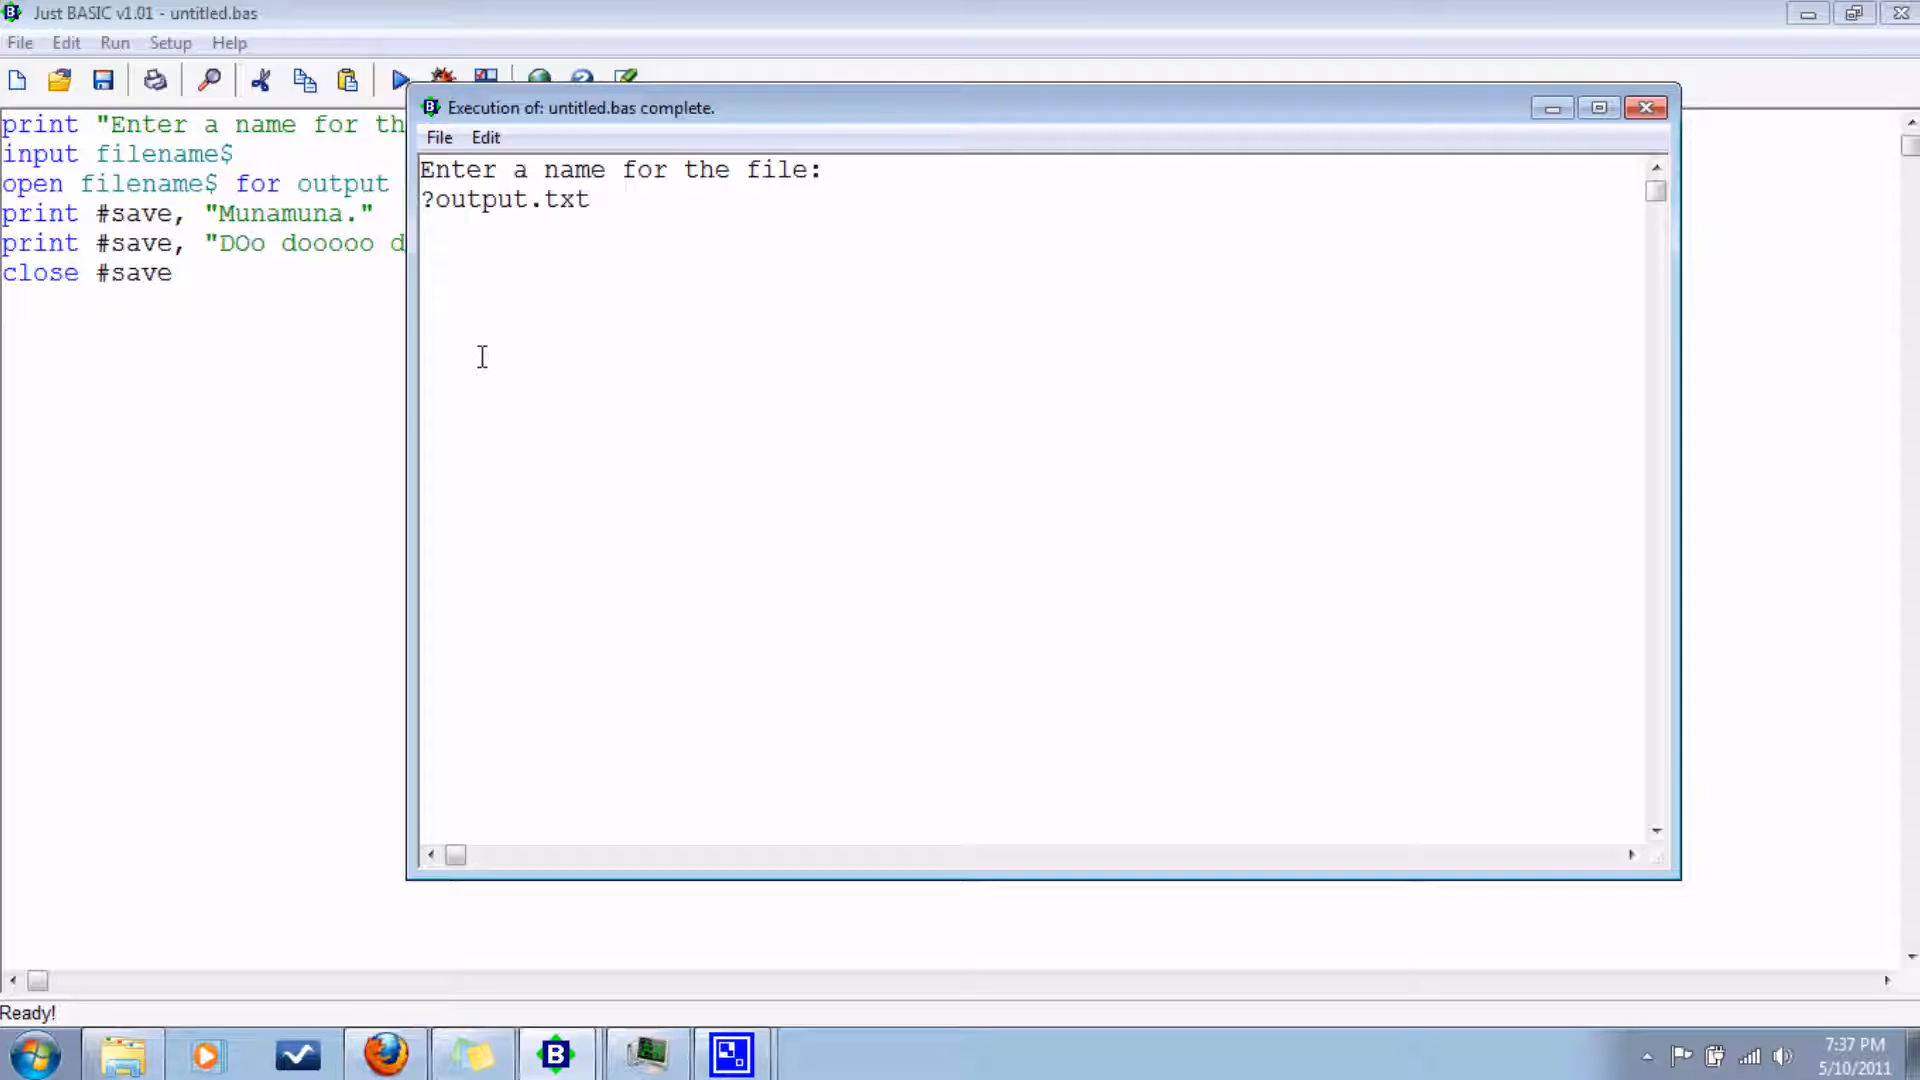 Just BASIC v1.01 - untitled.bas
File Edit Run Setup Help
Execution of: untitled.bas complete.
File Edit
Enter a name for the file:
?output.txt
print "Enter a name for th
input filename$
open filename$ for output
print #save, "Munamuna."
print #save, "DOo dooooo d
close #save
Ready!
7:37 PM
5/10/2011